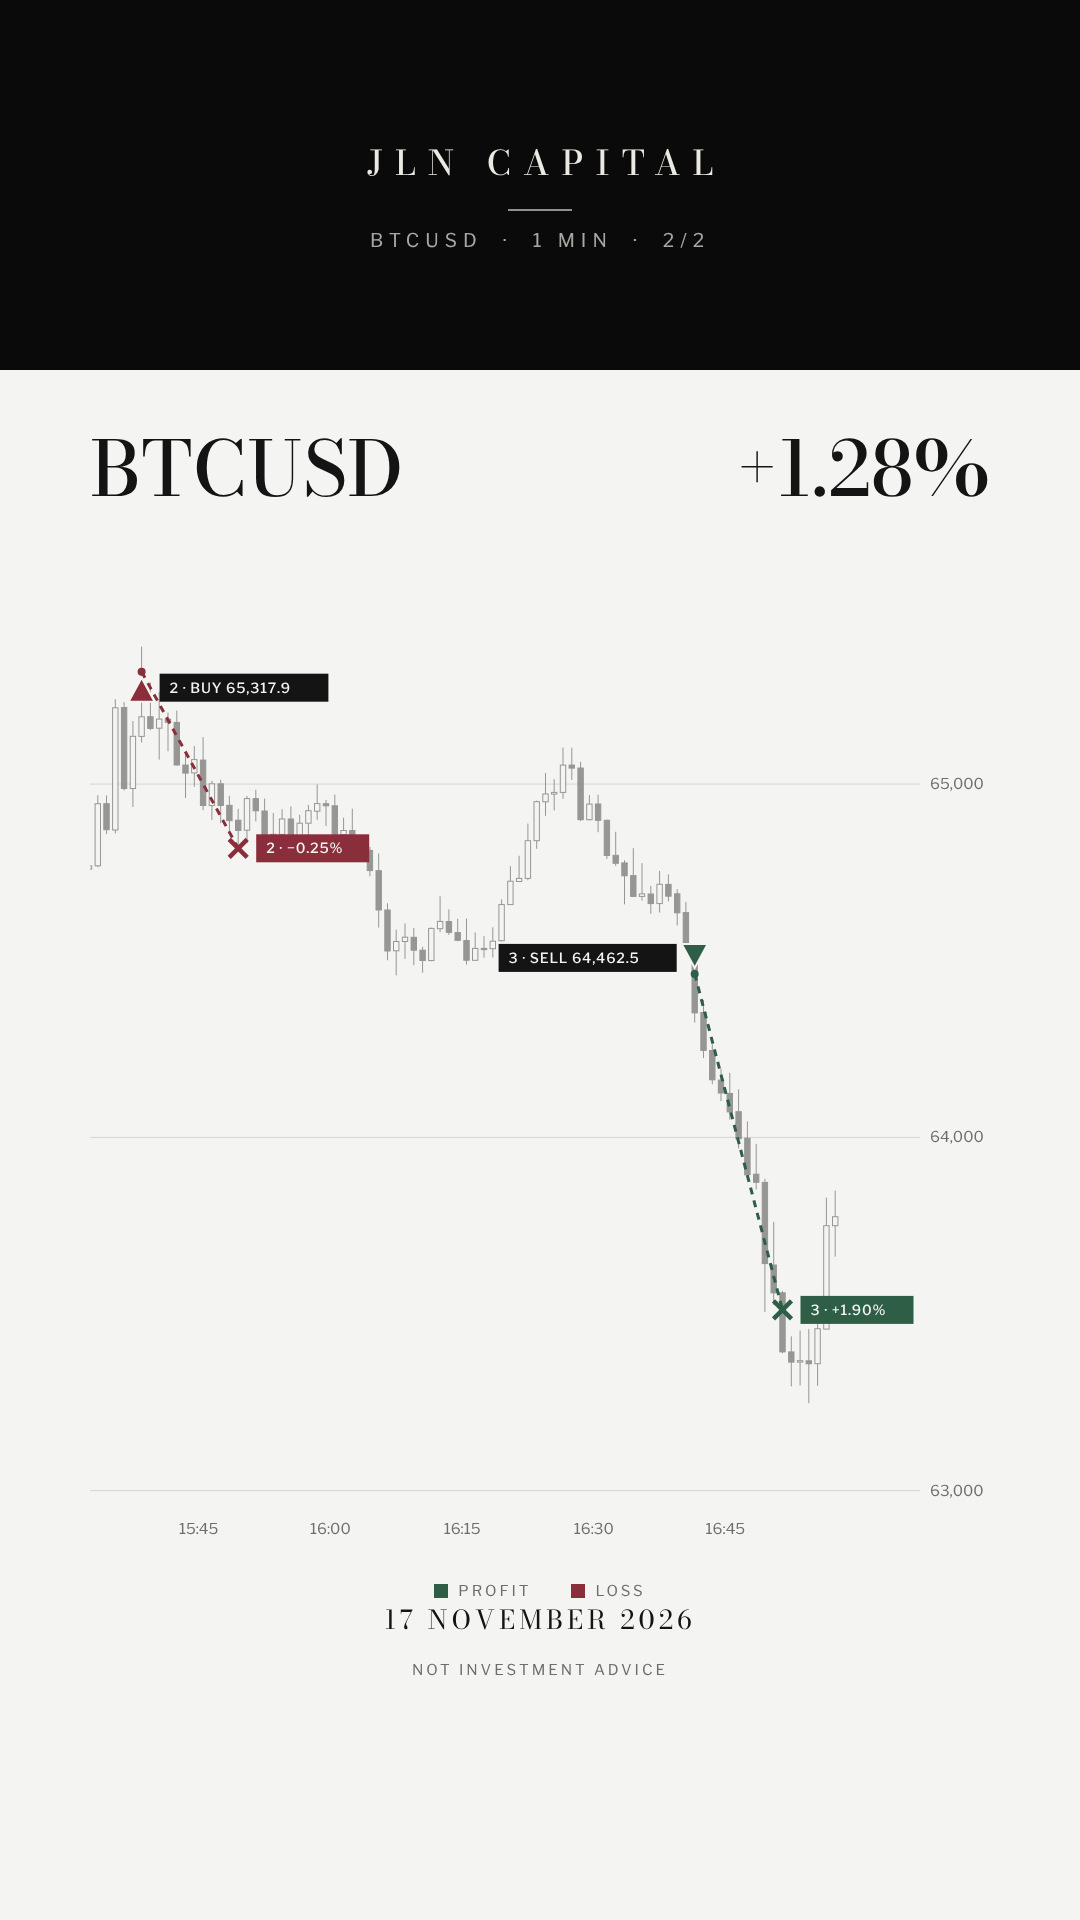 JLN CAPITAL
BTCUSD · 1 MIN · 2/2
BTCUSD +1.28%
2 · BUY 65,317.9
65,000
2 · −0.25%
3 · SELL 64,462.5
64,000
3 · +1.90%
63,000
15:45 16:00 16:15 16:30 16:45
PROFIT LOSS
17 NOVEMBER 2026
NOT INVESTMENT ADVICE